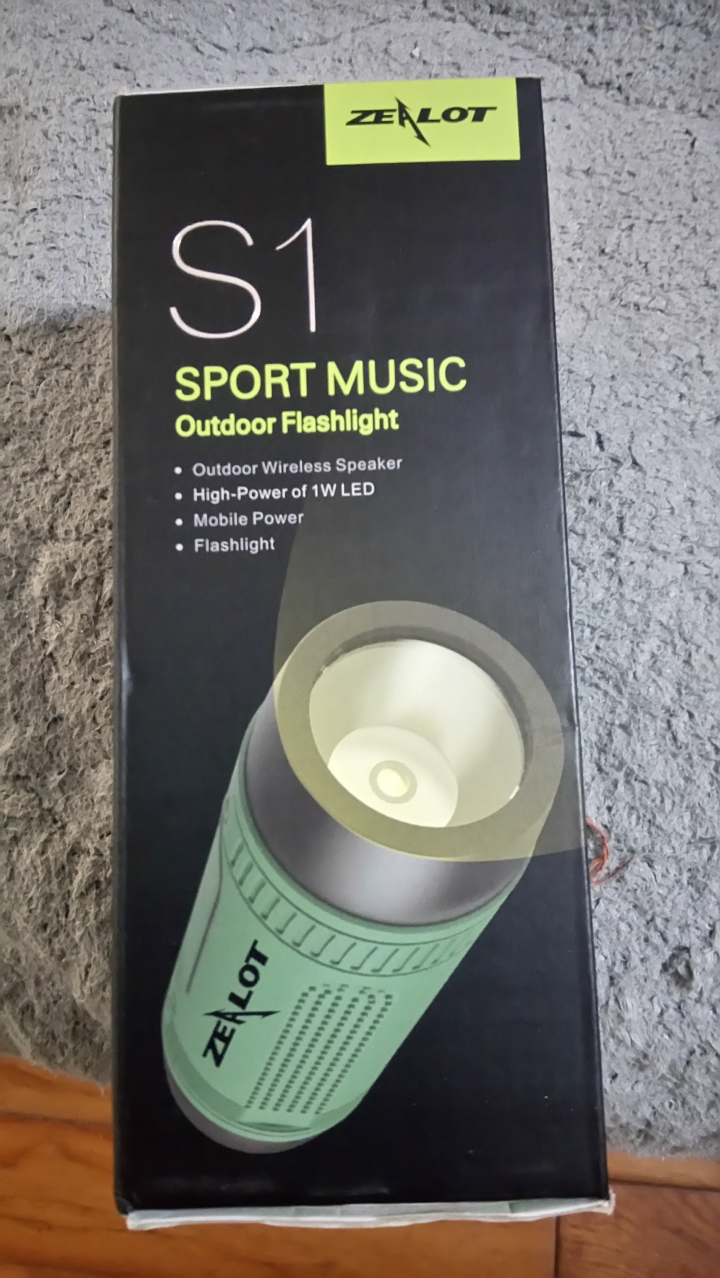 ZEALOT
S1
SPORT MUSIC
Outdoor Flashlight
• Outdoor Wireless Speaker
• High-Power of 1W LED
• Mobile Power
• Flashlight
ZEALOT